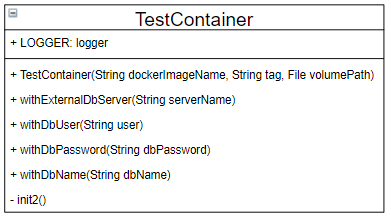 TestContainer
+ LOGGER: logger
+ TestContainer(String dockerImageName, String tag, File volumePath)
+ withExternalDbServer(String serverName)
+ withDbUser(String user)
+ withDbPassword(String dbPassword)
+ withDbName(String dbName)
- init2()